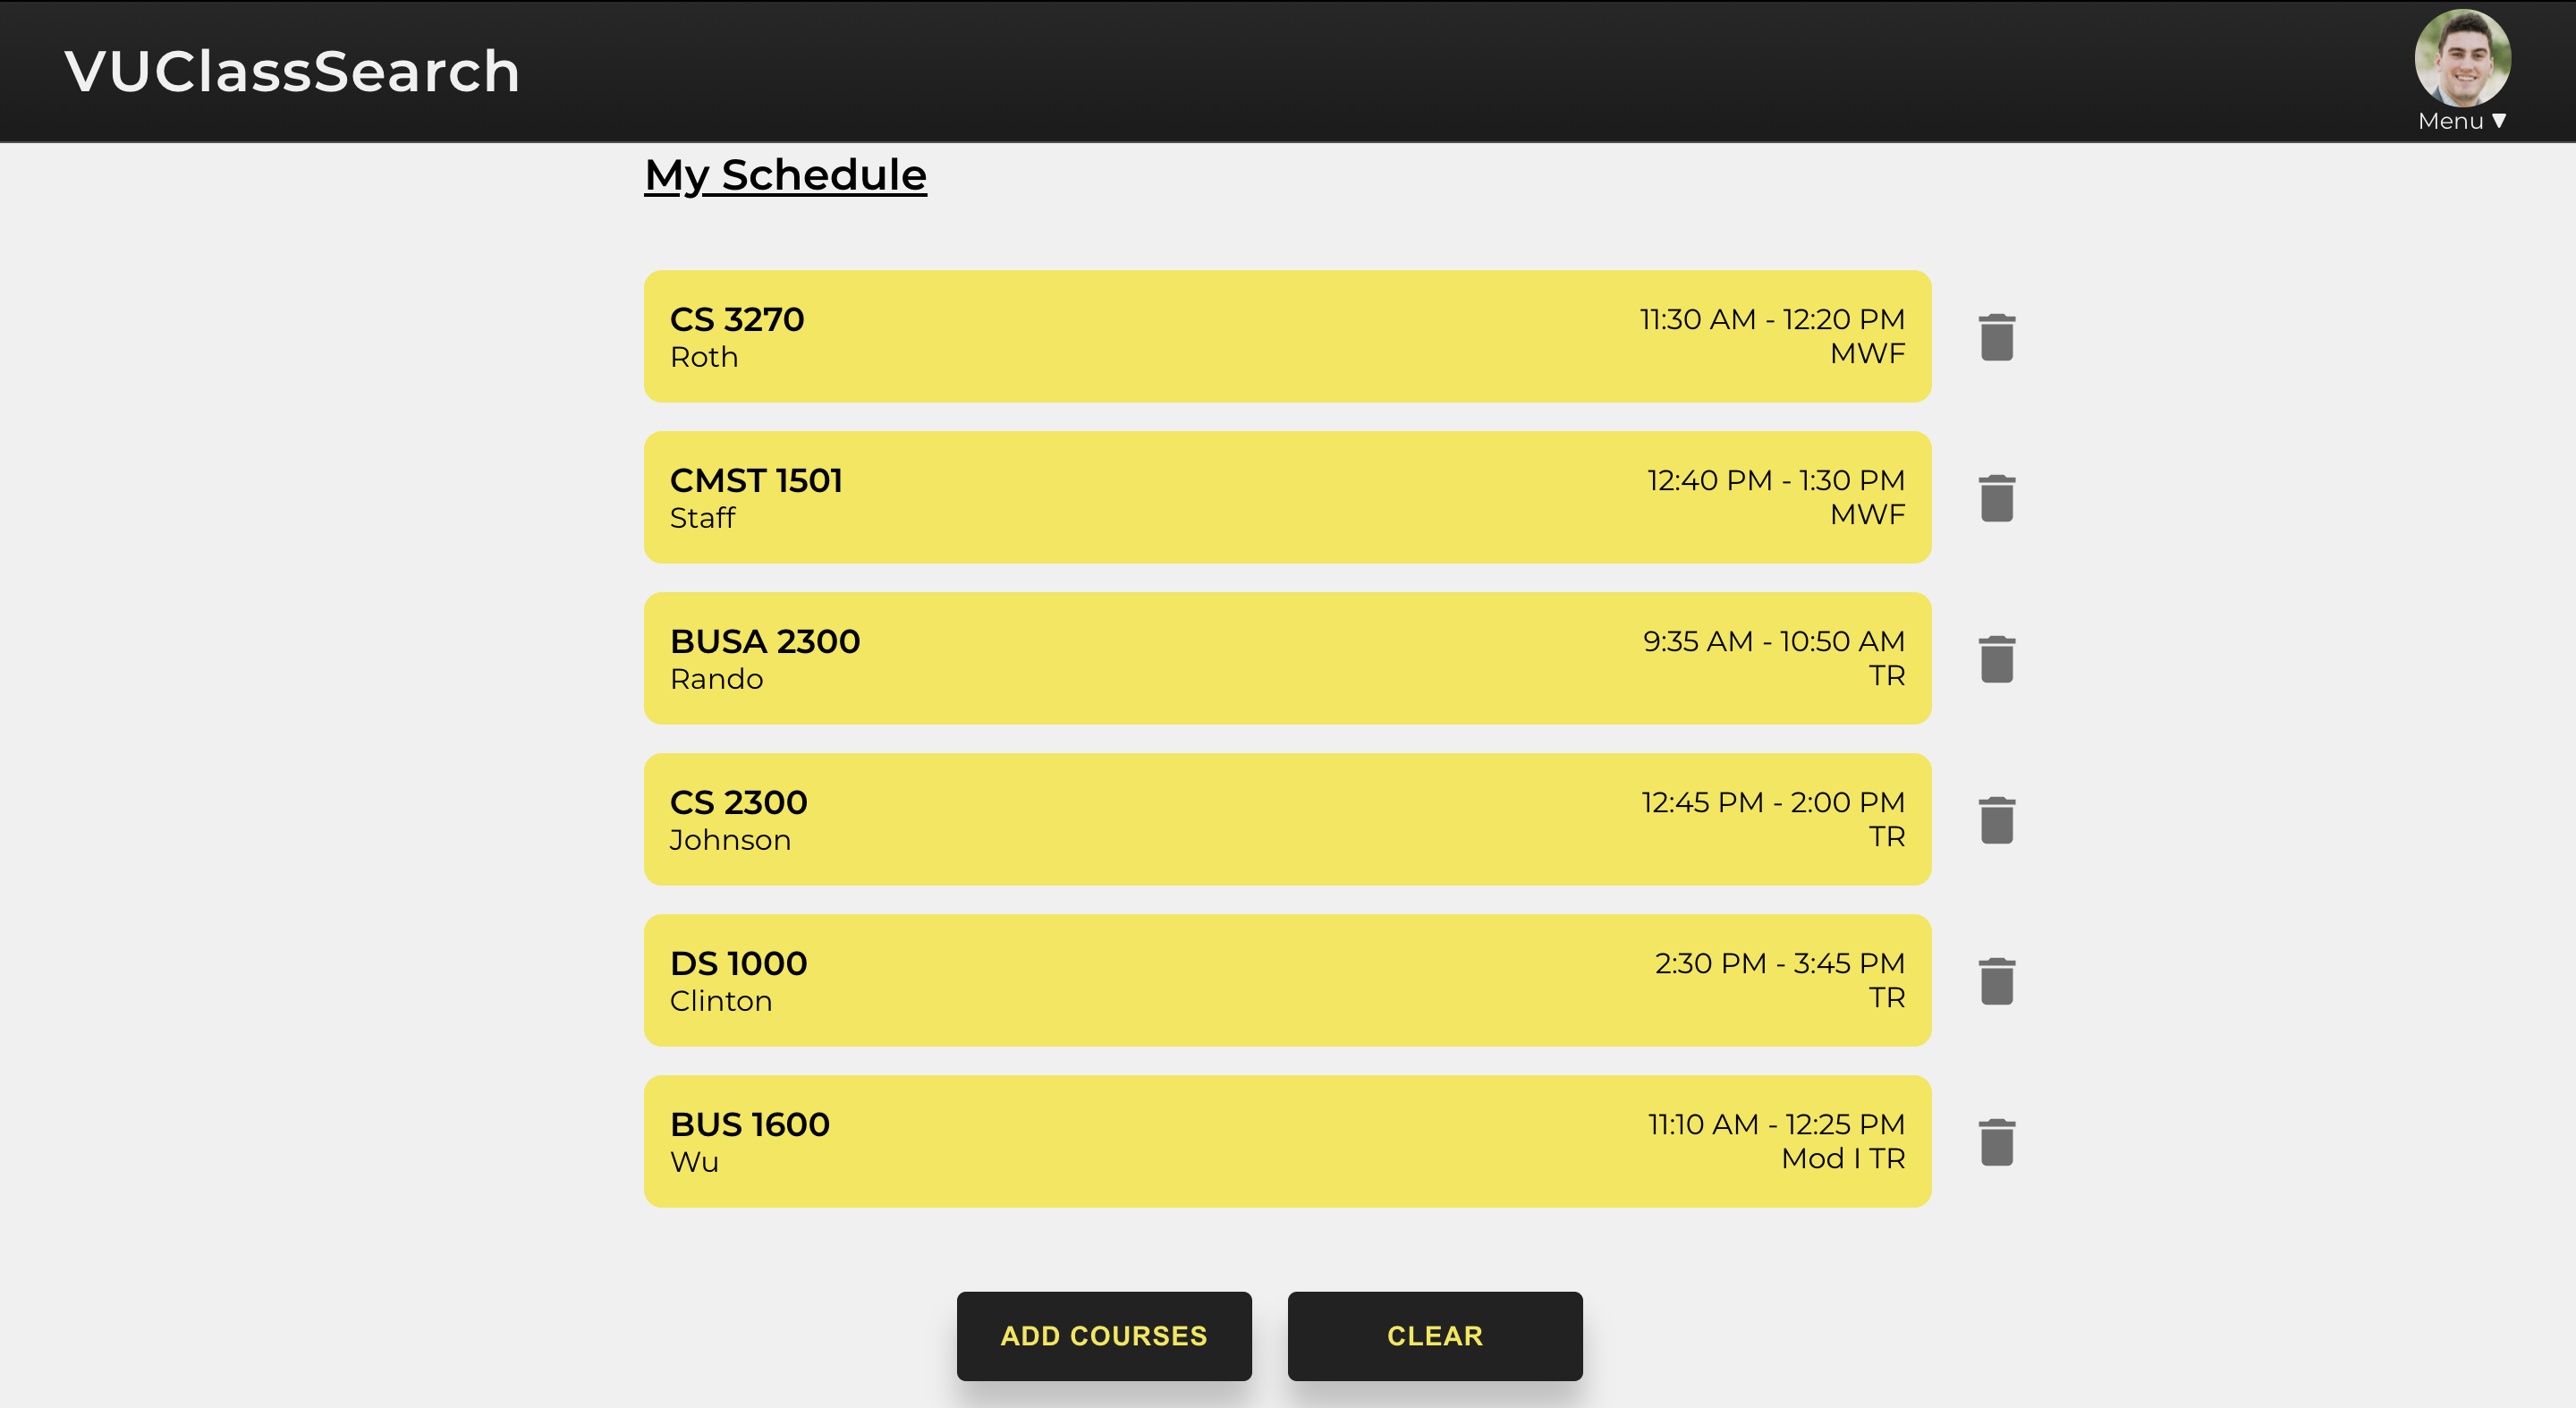 VUClassSearch
Menu ▼
My Schedule
CS 3270
Roth
11:30 AM - 12:20 PM
MWF
CMST 1501
Staff
12:40 PM - 1:30 PM
MWF
BUSA 2300
Rando
9:35 AM - 10:50 AM
TR
CS 2300
Johnson
12:45 PM - 2:00 PM
TR
DS 1000
Clinton
2:30 PM - 3:45 PM
TR
BUS 1600
Wu
11:10 AM - 12:25 PM
Mod I TR
ADD COURSES
CLEAR